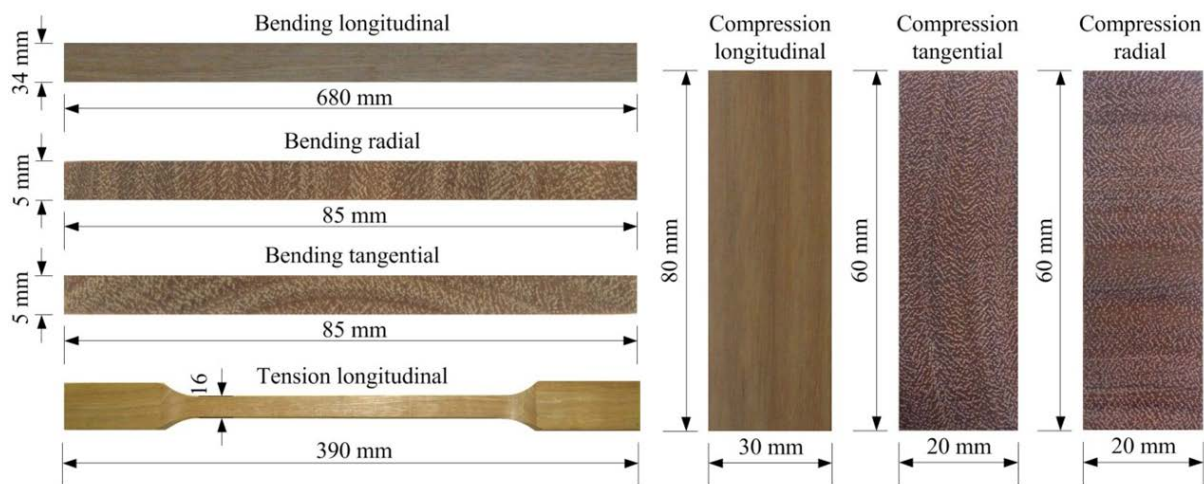 Bending longitudinal
34 mm
680 mm
Bending radial
5 mm
85 mm
Bending tangential
5 mm
85 mm
Tension longitudinal
16
390 mm
Compression
longitudinal
80 mm
30 mm
Compression
tangential
60 mm
20 mm
Compression
radial
60 mm
20 mm